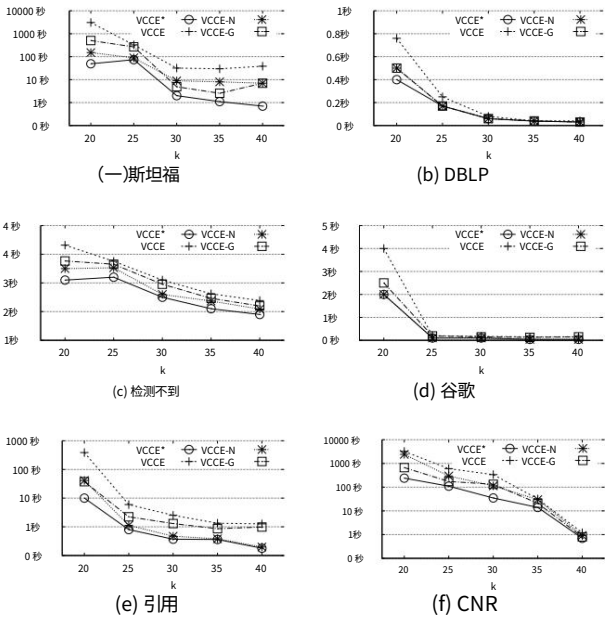 10000 秒
1000 秒
100 秒
10 秒
1秒
0 秒
VCCE* VCCE-N
VCCE VCCE-G
20 25 30 35 40
k
(一)斯坦福
1秒
0.8秒
0.6秒
0.4秒
0.2秒
0 秒
VCCE* VCCE-N
VCCE VCCE-G
20 25 30 35 40
k
(b) DBLP
4 秒
4 秒
3秒
2秒
1秒
VCCE* VCCE-N
VCCE VCCE-G
20 25 30 35 40
k
(c) 检测不到
5 秒
4 秒
3秒
2秒
1秒
0 秒
VCCE* VCCE-N
VCCE VCCE-G
20 25 30 35 40
k
(d) 谷歌
1000 秒
100 秒
10 秒
1秒
0 秒
VCCE* VCCE-N
VCCE VCCE-G
20 25 30 35 40
k
(e) 引用
10000 秒
1000 秒
100 秒
10 秒
1秒
0 秒
VCCE* VCCE-N
VCCE VCCE-G
20 25 30 35 40
k
(f) CNR